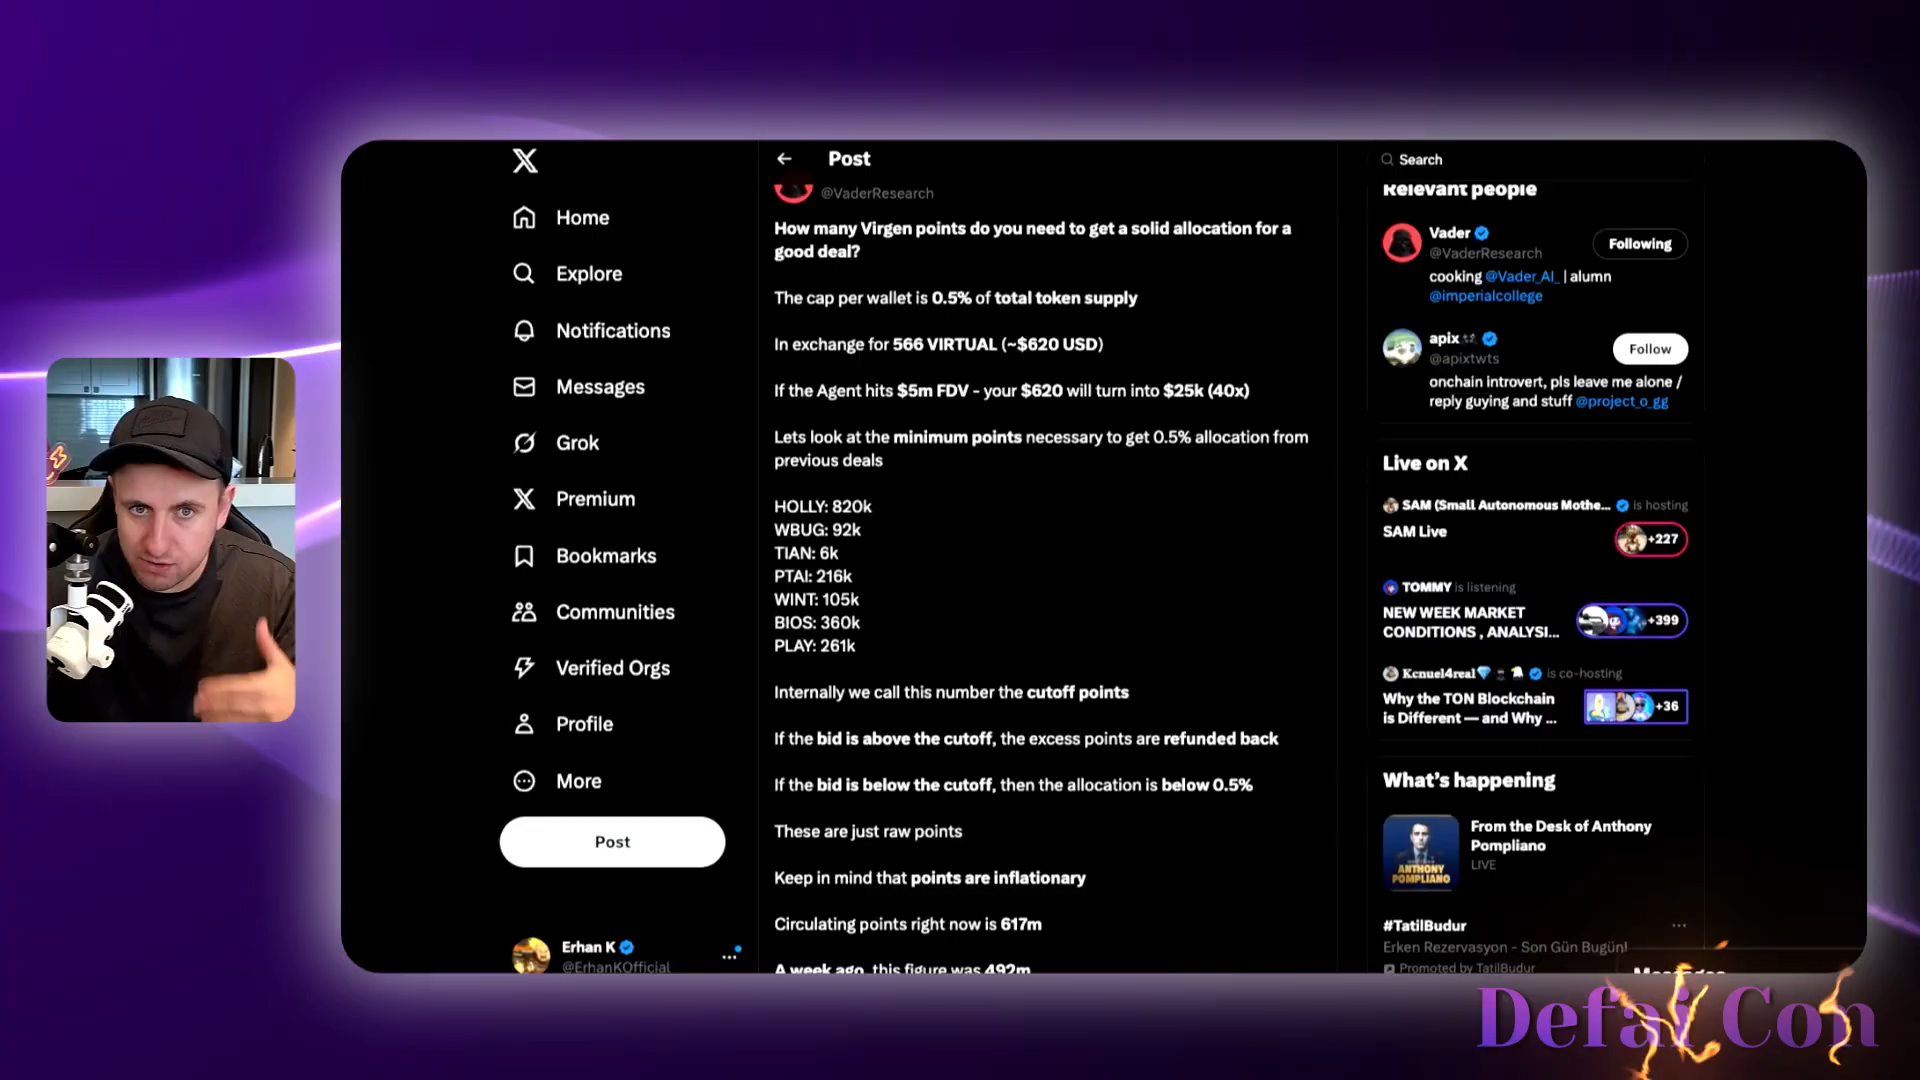 Home
Explore
Notifications
Messages
Grok
Premium
Bookmarks
Communities
Verified Orgs
Profile
More
Post
Erhan K
@ErhanKOfficial
Post
@VaderResearch
How many Virgen points do you need to get a solid allocation for a
good deal?
The cap per wallet is 0.5% of total token supply
In exchange for 566 VIRTUAL (~$620 USD)
If the Agent hits $5m FDV - your $620 will turn into $25k (40x)
Lets look at the minimum points necessary to get 0.5% allocation from
previous deals
HOLLY: 820k
WBUG: 92k
TIAN: 6k
PTAI: 216k
WINT: 105k
BIOS: 360k
PLAY: 261k
Internally we call this number the cutoff points
If the bid is above the cutoff, the excess points are refunded back
If the bid is below the cutoff, then the allocation is below 0.5%
These are just raw points
Keep in mind that points are inflationary
Circulating points right now is 617m
A week ago, this figure was 492m
Search
Relevant people
Vader
@VaderResearch
Following
cooking @Vader_AI_ | alumn
@imperialcollege
apix
@apixtwts
Follow
onchain introvert, pls leave me alone /
reply guying and stuff @project_o_gg
Live on X
SAM (Small Autonomous Mothe... is hosting
SAM Live
+227
TOMMY is listening
NEW WEEK MARKET
CONDITIONS , ANALYSI...
+399
Kcnuel4real is co-hosting
Why the TON Blockchain
is Different — and Why ...
+36
What's happening
ANTHONY
POMPLIANO
From the Desk of Anthony
Pompliano
LIVE
#TatilBudur
Erken Rezervasyon - Son Gün Bugün!
Promoted by TatilBudur
Messages
Defai Con